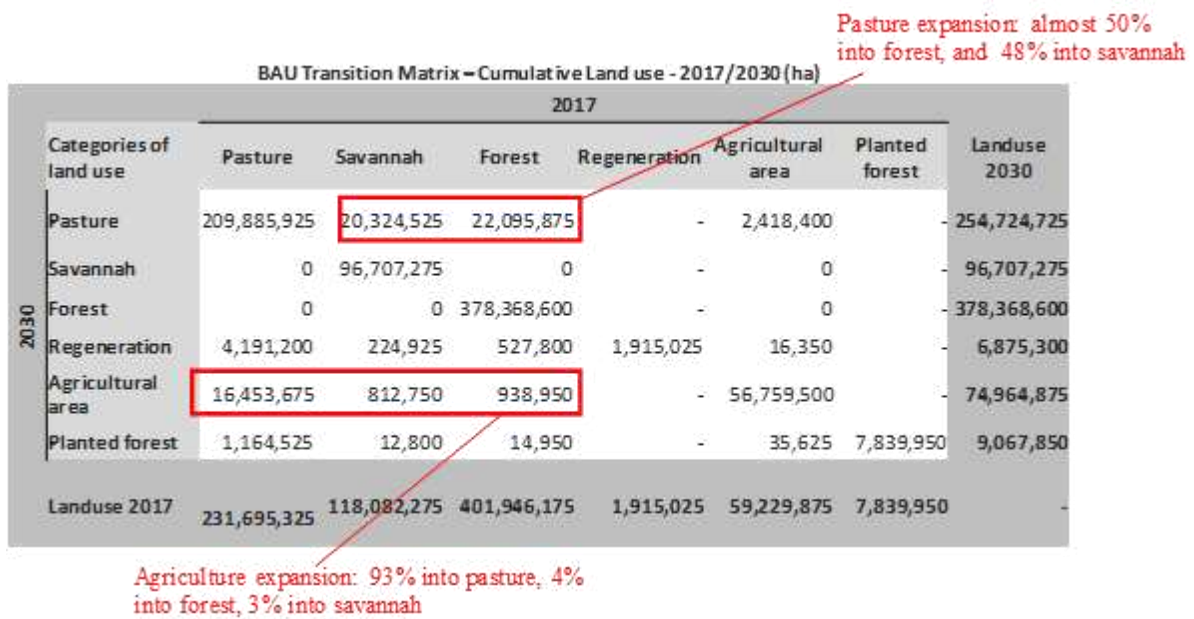 Pasture expansion: almost 50%
into forest, and 48% into savannah
BAU Transition Matrix – Cumulative Land use - 2017/2030 (ha)
2017
Categories of land use Pasture Savannah Forest Regeneration Agricultural area Planted forest Landuse 2030
2030
Pasture 209,885,925 20,324,525 22,095,875 - 2,418,400 - 254,724,725
Savannah 0 96,707,275 0 - 0 - 96,707,275
Forest 0 0 378,368,600 - 0 - 378,368,600
Regeneration 4,191,200 224,925 527,800 1,915,025 16,350 6,875,300
Agricultural area 16,453,675 812,750 938,950 - 56,759,500 - 74,964,875
Planted forest 1,164,525 12,800 14,950 - 35,625 7,839,950 9,067,850
Landuse 2017 231,695,325 118,082,275 401,946,175 1,915,025 59,229,875 7,839,950 -
Agriculture expansion: 93% into pasture, 4%
into forest, 3% into savannah